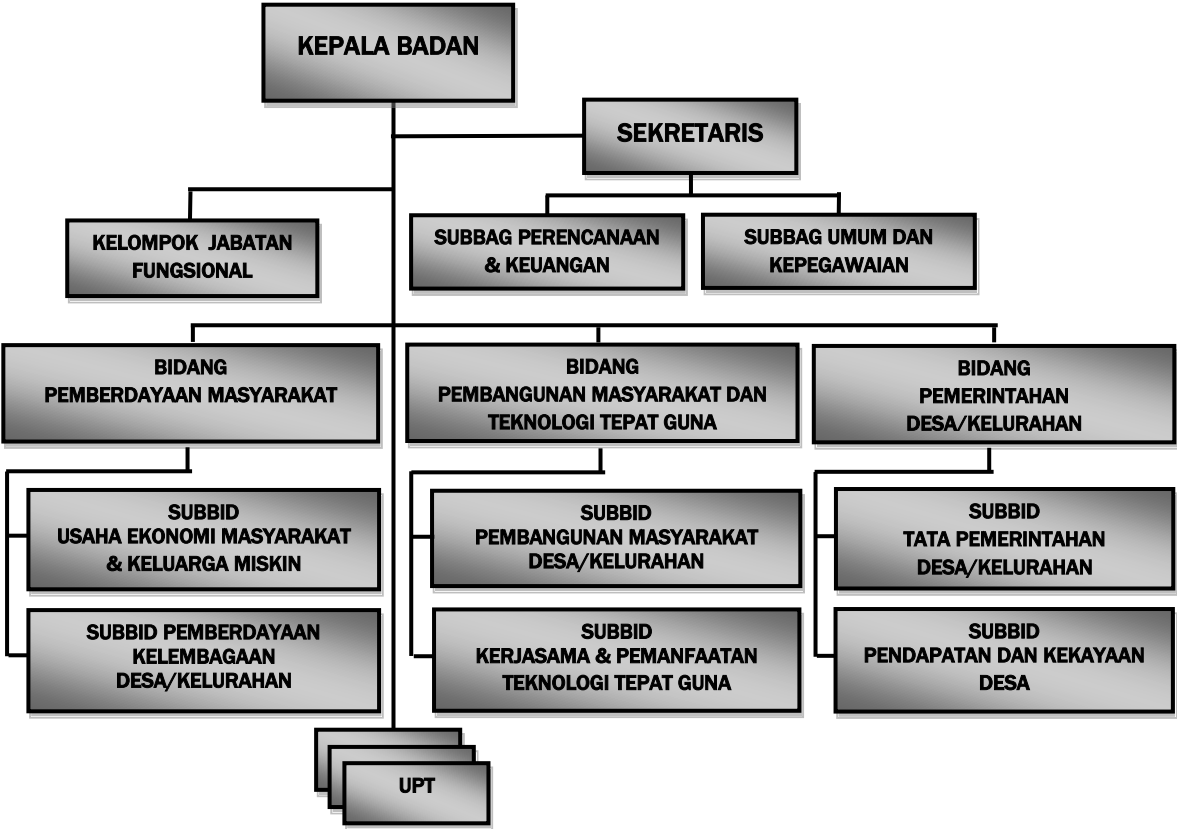 KEPALA BADAN
SEKRETARIS
KELOMPOK JABATAN
FUNGSIONAL
SUBBAG PERENCANAAN
& KEUANGAN
SUBBAG UMUM DAN
KEPEGAWAIAN
BIDANG
PEMBERDAYAAN MASYARAKAT
BIDANG
PEMBANGUNAN MASYARAKAT DAN
TEKNOLOGI TEPAT GUNA
BIDANG
PEMERINTAHAN
DESA/KELURAHAN
SUBBID
USAHA EKONOMI MASYARAKAT
& KELUARGA MISKIN
SUBBID
PEMBANGUNAN MASYARAKAT
DESA/KELURAHAN
SUBBID
TATA PEMERINTAHAN
DESA/KELURAHAN
SUBBID PEMBERDAYAAN
KELEMBAGAAN
DESA/KELURAHAN
SUBBID
KERJASAMA & PEMANFAATAN
TEKNOLOGI TEPAT GUNA
SUBBID
PENDAPATAN DAN KEKAYAAN
DESA
UPT